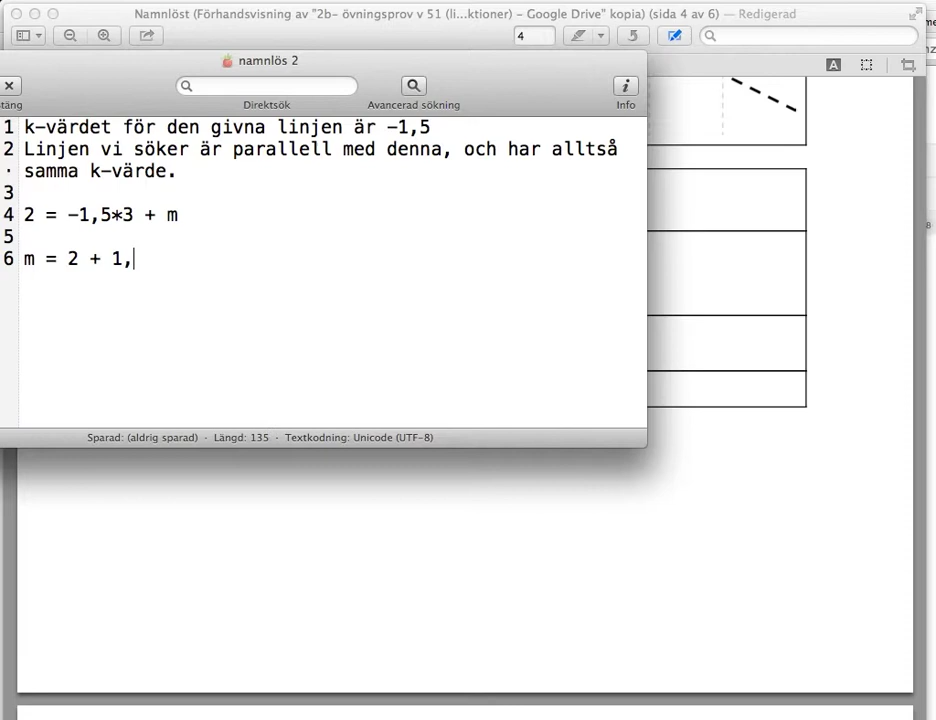 Namnlöst (Förhandsvisning av "2b- övningsprov v 51 (li...ktioner) – Google Drive" kopia) (sida 4 av 6) — Redigerad
4
namnlös 2
täng
Direktsök
Avancerad sökning
Info
1 k-värdet för den givna linjen är -1,5
2 Linjen vi söker är parallell med denna, och har alltså
· samma k-värde.
3
4 2 = -1,5*3 + m
5
6 m = 2 + 1,
Sparad: (aldrig sparad) · Längd: 135 · Textkodning: Unicode (UTF-8)